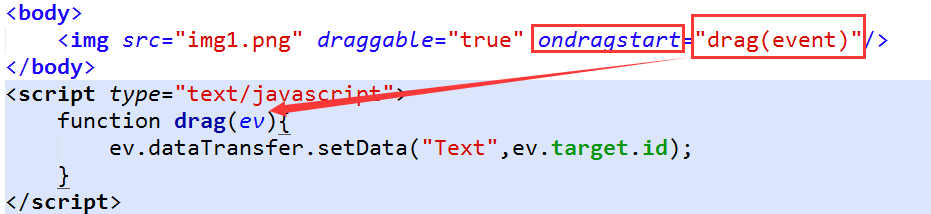 <body>
    <img src="img1.png" draggable="true" ondragstart="drag(event)"/>
</body>
<script type="text/javascript">
    function drag(ev){
        ev.dataTransfer.setData("Text",ev.target.id);
    }
</script>